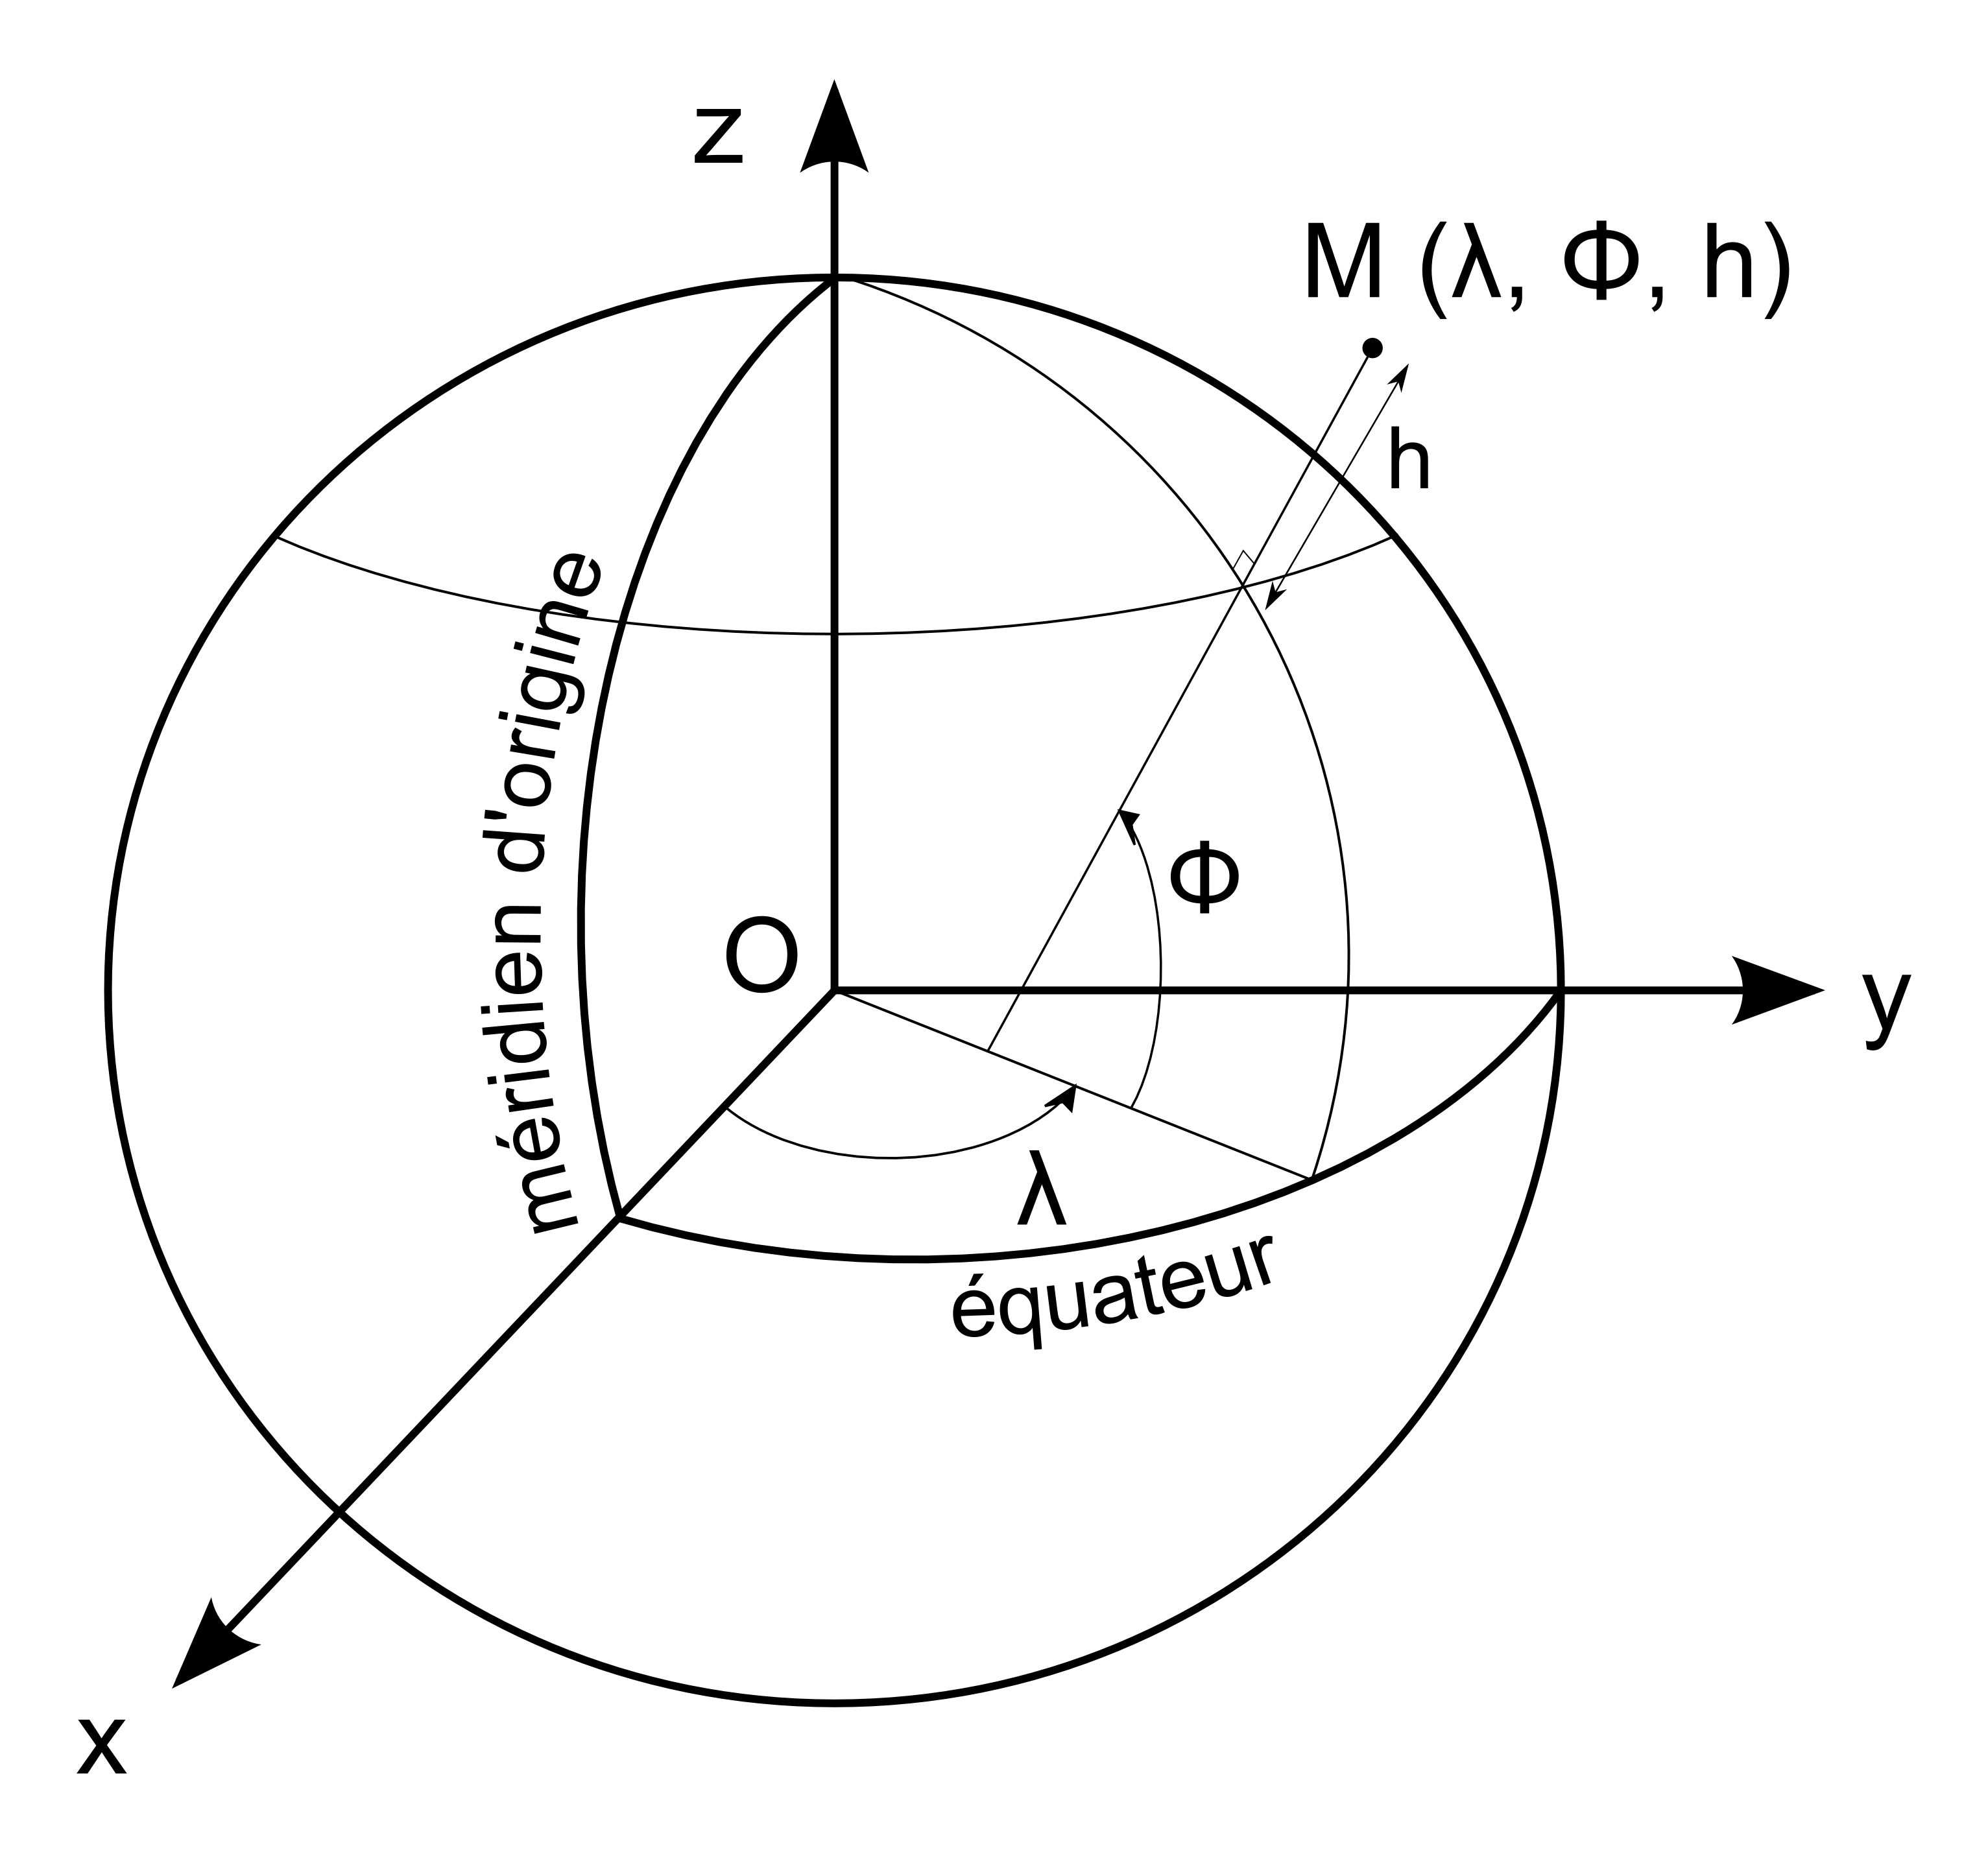 z
M (λ, Φ, h)
h
méridien d'origine
Φ
O
y
λ
équateur
x